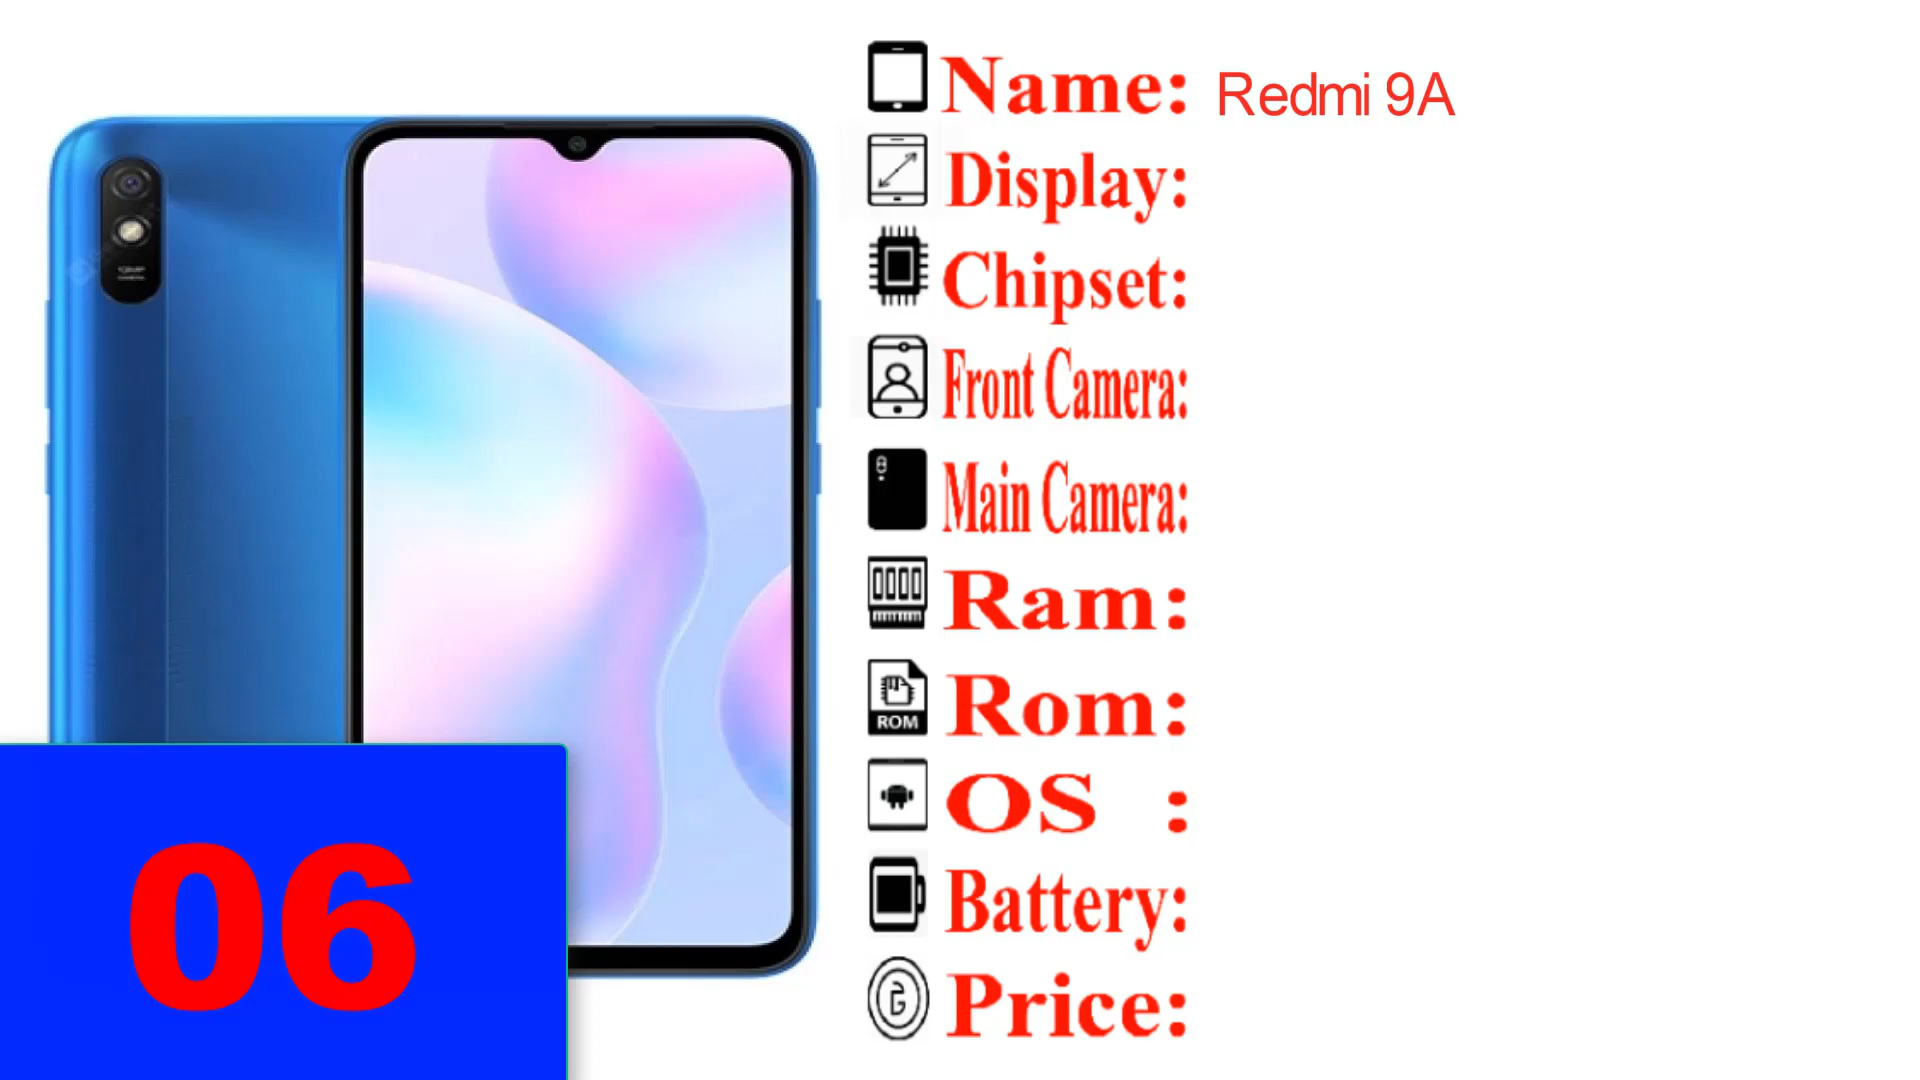 Name: Redmi 9A
Display:
Chipset:
Front Camera:
Main Camera:
Ram:
ROM
Rom:
OS :
Battery:
Price:
06